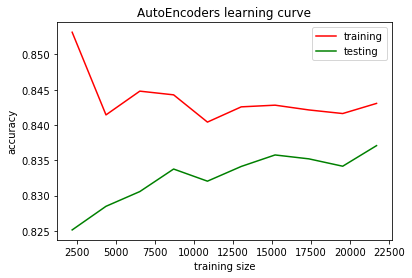 AutoEncoders learning curve
training
testing
accuracy
0.850
0.845
0.840
0.835
0.830
0.825
2500 5000 7500 10000 12500 15000 17500 20000 22500
training size